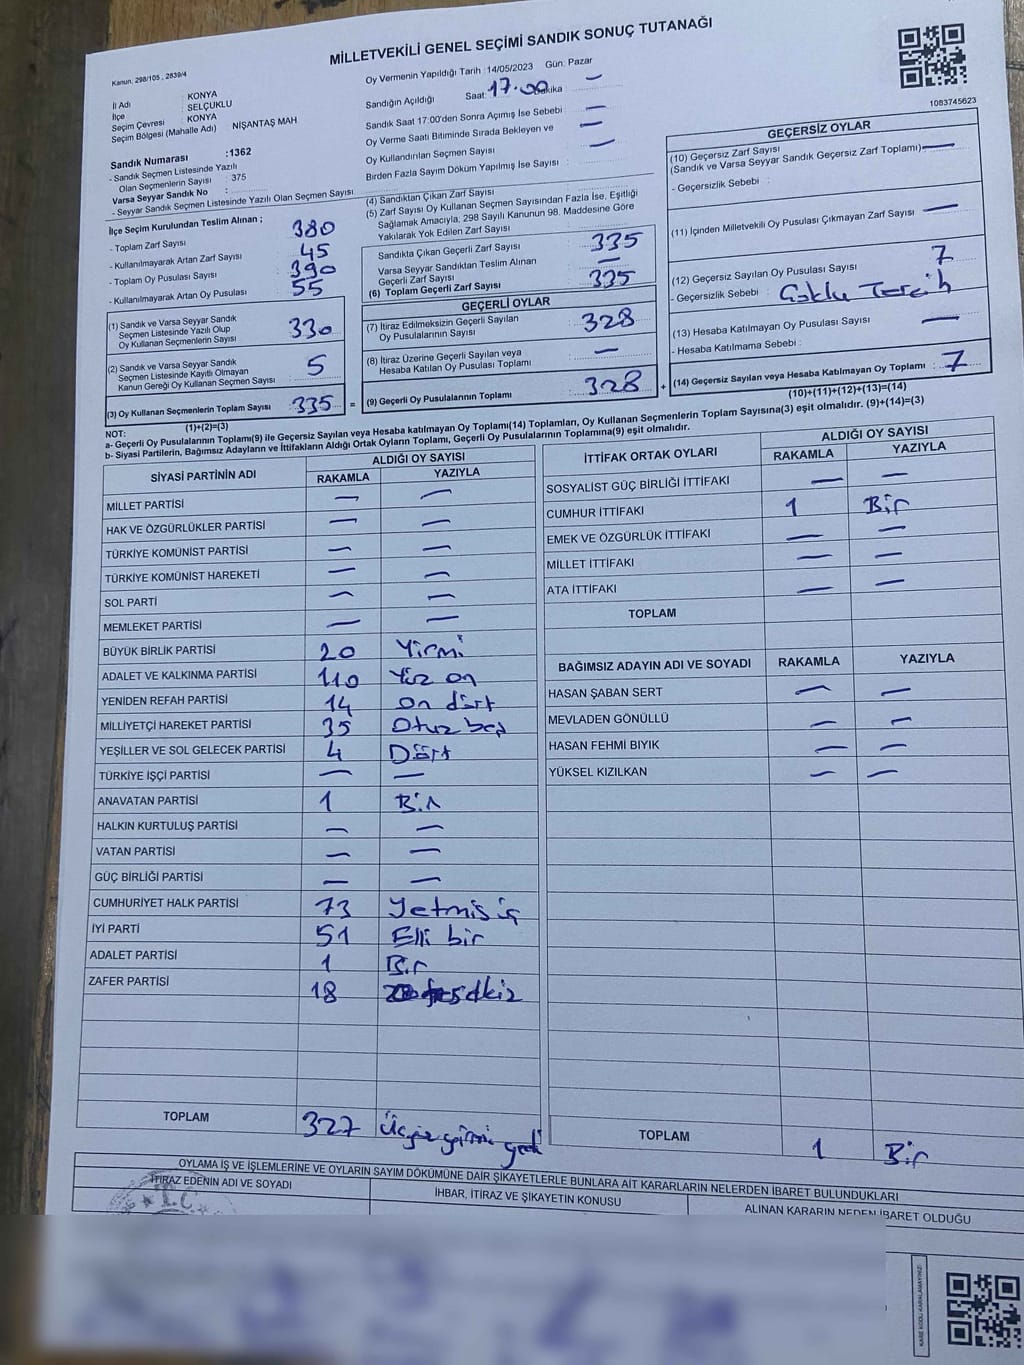 MİLLETVEKİLİ GENEL SEÇİMİ SANDIK SONUÇ TUTANAĞI
Kanun, 298/105 , 2839/4
İl Adı : KONYA
İlçe : SELÇUKLU
Seçim Çevresi : KONYA
Seçim Bölgesi (Mahalle Adı) NİŞANTAŞ MAH
Sandık Numarası :1362
- Sandık Seçmen Listesinde Yazılı
Olan Seçmenlerin Sayısı : 375
Varsa Seyyar Sandık No :
- Seyyar Sandık Seçmen Listesinde Yazılı Olan Seçmen Sayısı
Oy Vermenin Yapıldığı Tarih : 14/05/2023 Gün: Pazar
Sandığın Açıldığı Saat: 17.00 Dakika
Sandık Saat 17:00'den Sonra Açılmış İse Sebebi —
Oy Verme Saati Bitiminde Sırada Bekleyen ve —
Oy Kullandırılan Seçmen Sayısı
Birden Fazla Sayım Döküm Yapılmış İse Sayısı : —
1083745623
İlçe Seçim Kurulundan Teslim Alınan ;
- Toplam Zarf Sayısı 380
- Kullanılmayarak Artan Zarf Sayısı 45
- Toplam Oy Pusulası Sayısı 390
- Kullanılmayarak Artan Oy Pusulası 55
(1) Sandık ve Varsa Seyyar Sandık
Seçmen Listesinde Yazılı Olup
Oy Kullanan Seçmenlerin Sayısı 330
(2) Sandık ve Varsa Seyyar Sandık
Seçmen Listesinde Kayıtlı Olmayan
Kanun Gereği Oy Kullanan Seçmen Sayısı 5
(3) Oy Kullanan Seçmenlerin Toplam Sayısı 335
(1)+(2)=(3)
(4) Sandıktan Çıkan Zarf Sayısı
(5) Zarf Sayısı Oy Kullanan Seçmen Sayısından Fazla İse, Eşitliği
Sağlamak Amacıyla, 298 Sayılı Kanunun 98. Maddesine Göre
Yakılarak Yok Edilen Zarf Sayısı
Sandıkta Çıkan Geçerli Zarf Sayısı 335
Varsa Seyyar Sandıktan Teslim Alınan
Geçerli Zarf Sayısı —
(6) Toplam Geçerli Zarf Sayısı 335
GEÇERLİ OYLAR
(7) İtiraz Edilmeksizin Geçerli Sayılan
Oy Pusulalarının Sayısı 328
(8) İtiraz Üzerine Geçerli Sayılan veya
Hesaba Katılan Oy Pusulası Toplamı —
= (9) Geçerli Oy Pusulalarının Toplamı 328 +
GEÇERSİZ OYLAR
(10) Geçersiz Zarf Sayısı
(Sandık ve Varsa Seyyar Sandık Geçersiz Zarf Toplamı) —
- Geçersizlik Sebebi :
(11) İçinden Milletvekili Oy Pusulası Çıkmayan Zarf Sayısı —
(12) Geçersiz Sayılan Oy Pusulası Sayısı 7
- Geçersizlik Sebebi : Çoklu Tercih
(13) Hesaba Katılmayan Oy Pusulası Sayısı —
- Hesaba Katılmama Sebebi :
(14) Geçersiz Sayılan veya Hesaba Katılmayan Oy Toplamı : 7
(10)+(11)+(12)+(13)=(14)
NOT:
a- Geçerli Oy Pusulalarının Toplamı(9) ile Geçersiz Sayılan veya Hesaba katılmayan Oy Toplamı(14) Toplamları, Oy Kullanan Seçmenlerin Toplam Sayısına(3) eşit olmalıdır. (9)+(14)=(3)
b- Siyasi Partilerin, Bağımsız Adayların ve İttifakların Aldığı Ortak Oyların Toplamı, Geçerli Oy Pusulalarının Toplamına(9) eşit olmalıdır.
SİYASİ PARTİNİN ADI ALDIĞI OY SAYISI
RAKAMLA YAZIYLA
MİLLET PARTİSİ — —
HAK VE ÖZGÜRLÜKLER PARTİSİ — —
TÜRKİYE KOMÜNİST PARTİSİ — —
TÜRKİYE KOMÜNİST HAREKETİ — —
SOL PARTİ — —
MEMLEKET PARTİSİ — —
BÜYÜK BİRLİK PARTİSİ 20 Yirmi
ADALET VE KALKINMA PARTİSİ 110 Yüz on
YENİDEN REFAH PARTİSİ 14 on dört
MİLLİYETÇİ HAREKET PARTİSİ 35 Otuz beş
YEŞİLLER VE SOL GELECEK PARTİSİ 4 Dört
TÜRKİYE İŞÇİ PARTİSİ — —
ANAVATAN PARTİSİ 1 Bir
HALKIN KURTULUŞ PARTİSİ — —
VATAN PARTİSİ — —
GÜÇ BİRLİĞİ PARTİSİ — —
CUMHURİYET HALK PARTİSİ 73 Yetmiş üç
İYİ PARTİ 51 Elli bir
ADALET PARTİSİ 1 Bir
ZAFER PARTİSİ 18
TOPLAM 327 Üçyüz yirmi yedi
İTTİFAK ORTAK OYLARI ALDIĞI OY SAYISI
RAKAMLA YAZIYLA
SOSYALİST GÜÇ BİRLİĞİ İTTİFAKI — —
CUMHUR İTTİFAKI 1 Bir
EMEK VE ÖZGÜRLÜK İTTİFAKI — —
MİLLET İTTİFAKI — —
ATA İTTİFAKI — —
TOPLAM
BAĞIMSIZ ADAYIN ADI VE SOYADI RAKAMLA YAZIYLA
HASAN ŞABAN SERT — —
MEVLADEN GÖNÜLLÜ — —
HASAN FEHMİ BIYIK — —
YÜKSEL KIZILKAN — —
TOPLAM 1 Bir
OYLAMA İŞ VE İŞLEMLERİNE VE OYLARIN SAYIM DÖKÜMÜNE DAİR ŞİKAYETLERLE BUNLARA AİT KARARLARIN NELERDEN İBARET BULUNDUKLARI
İTİRAZ EDENİN ADI VE SOYADI İHBAR, İTİRAZ VE ŞİKAYETİN KONUSU ALINAN KARARIN NEDEN İBARET OLDUĞU
T.C.
KARE KODU KARALAMAYINIZ!